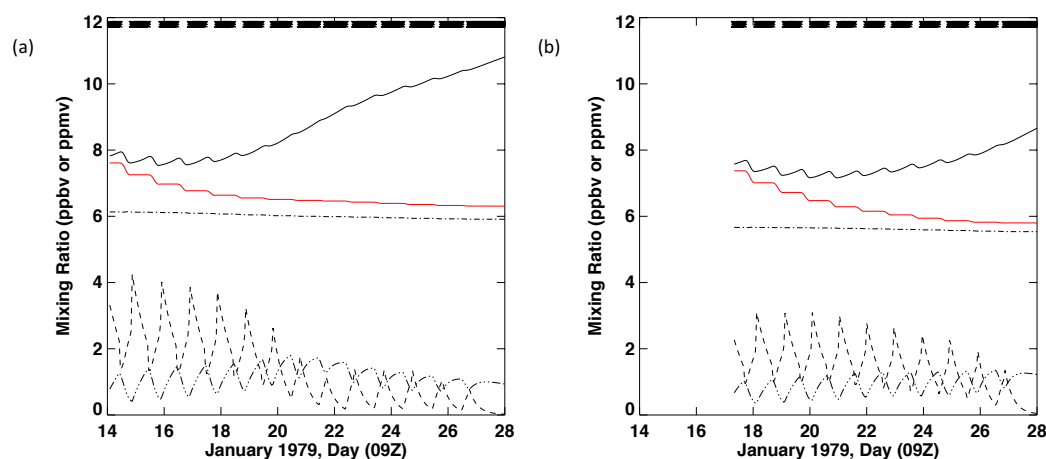 (a)
Mixing Ratio (ppbv or ppmv)
12
10
8
6
4
2
0
14 16 18 20 22 24 26 28
January 1979, Day (09Z)
(b)
Mixing Ratio (ppbv or ppmv)
12
10
8
6
4
2
0
14 16 18 20 22 24 26 28
January 1979, Day (09Z)